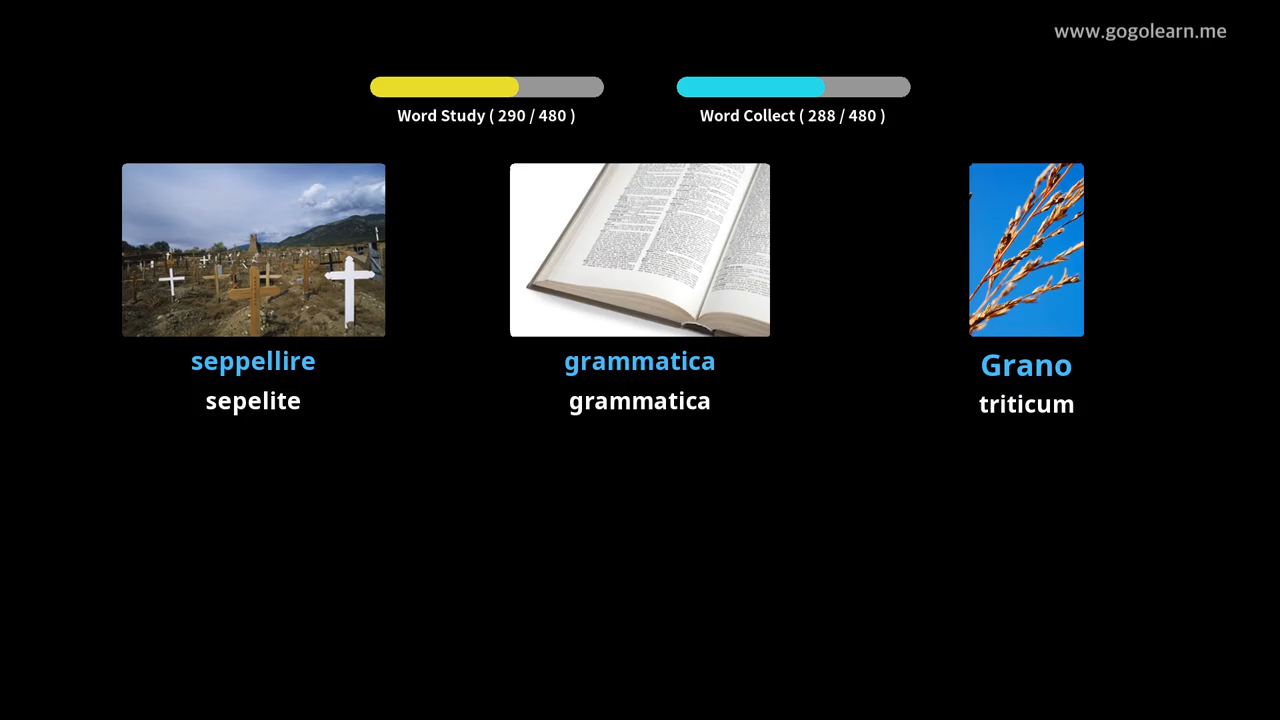 www.gogolearn.me
Word Study ( 290 / 480 )
Word Collect ( 288 / 480 )
seppellire
grammatica
Grano
sepelite
grammatica
triticum